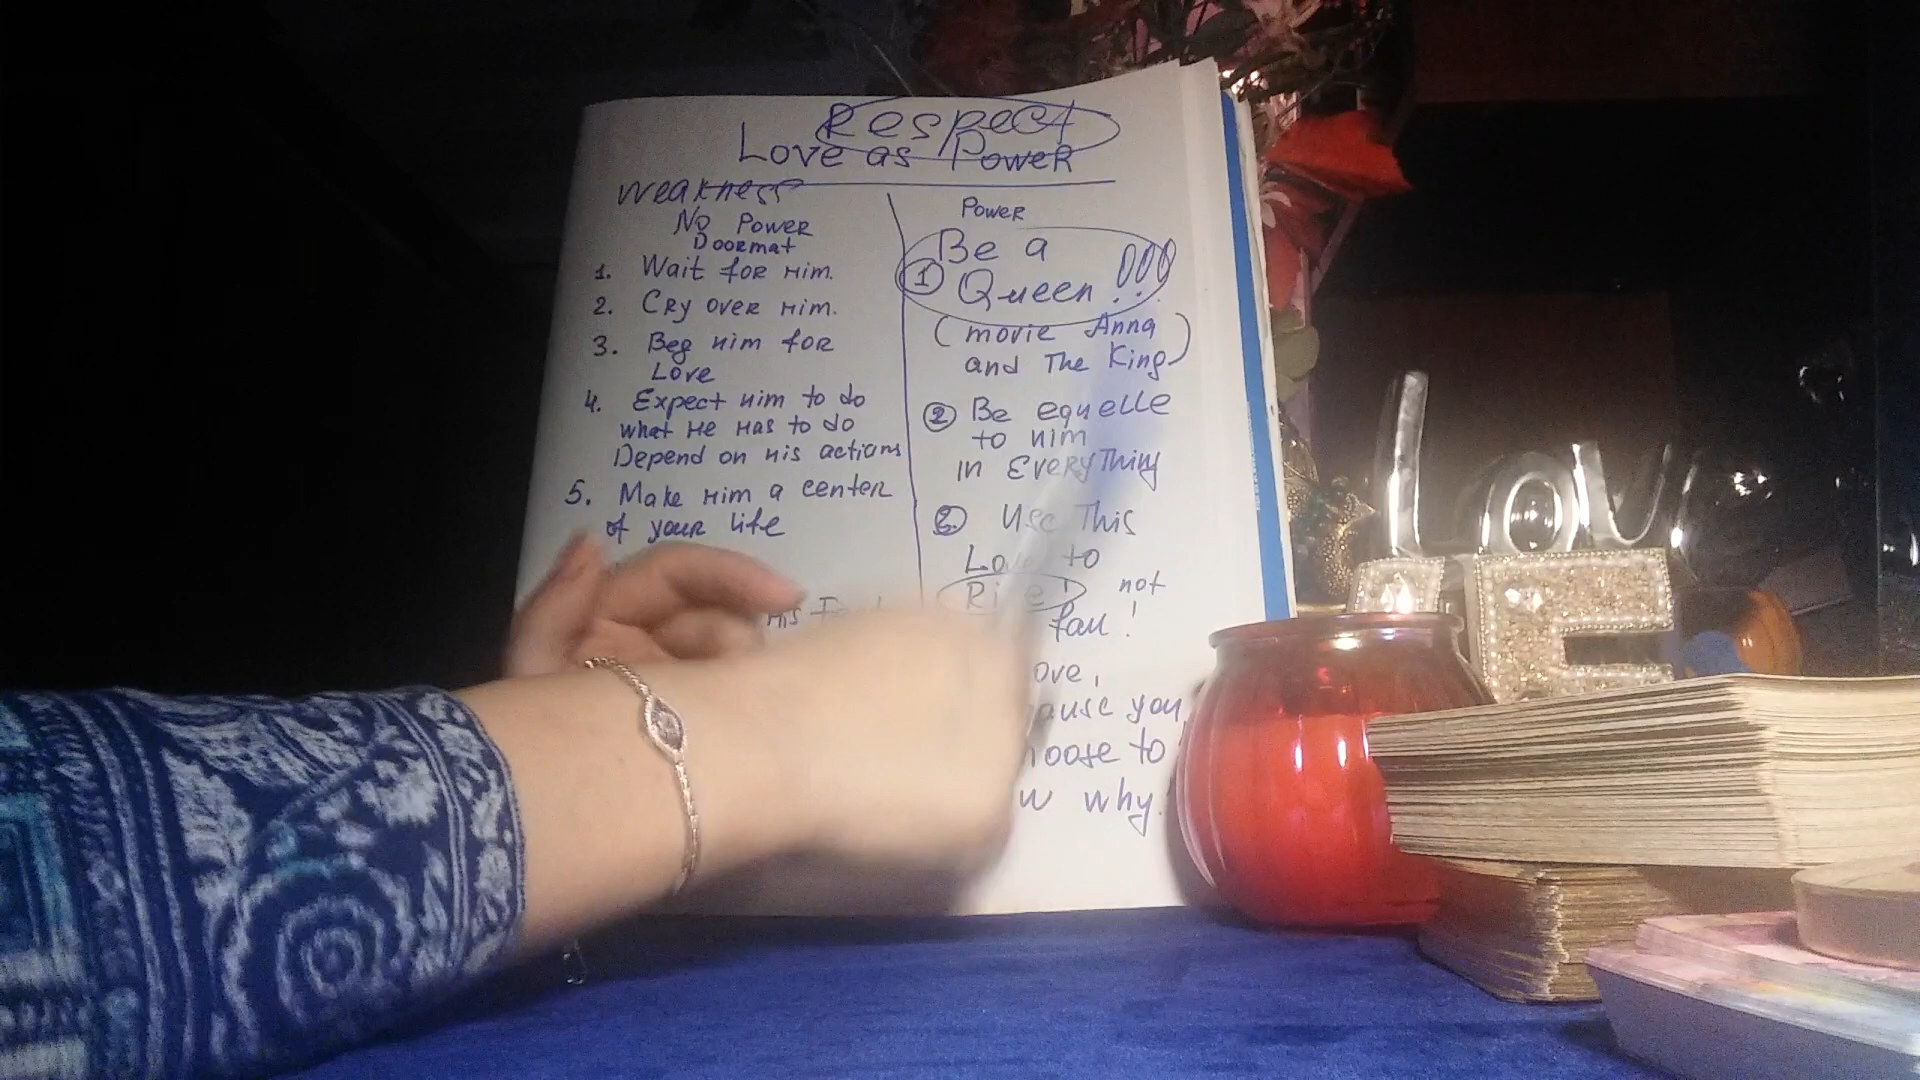 Respect
Love as Power
Weakness
No Power
Doormat
1. Wait for Him.
2. Cry over Him.
3. Beg him for
Love
4. Expect him to do
what He Has to do
Depend on his actions
5. Make Him a center
of your life
His
Power
Be a
1 Queen!!!
(movie Anna
and The King)
2 Be equelle
to him
in EveryThing
3 Use This
to
Rise! not
fall!
ove,
ause you
hoose to
w why.
LOV
E